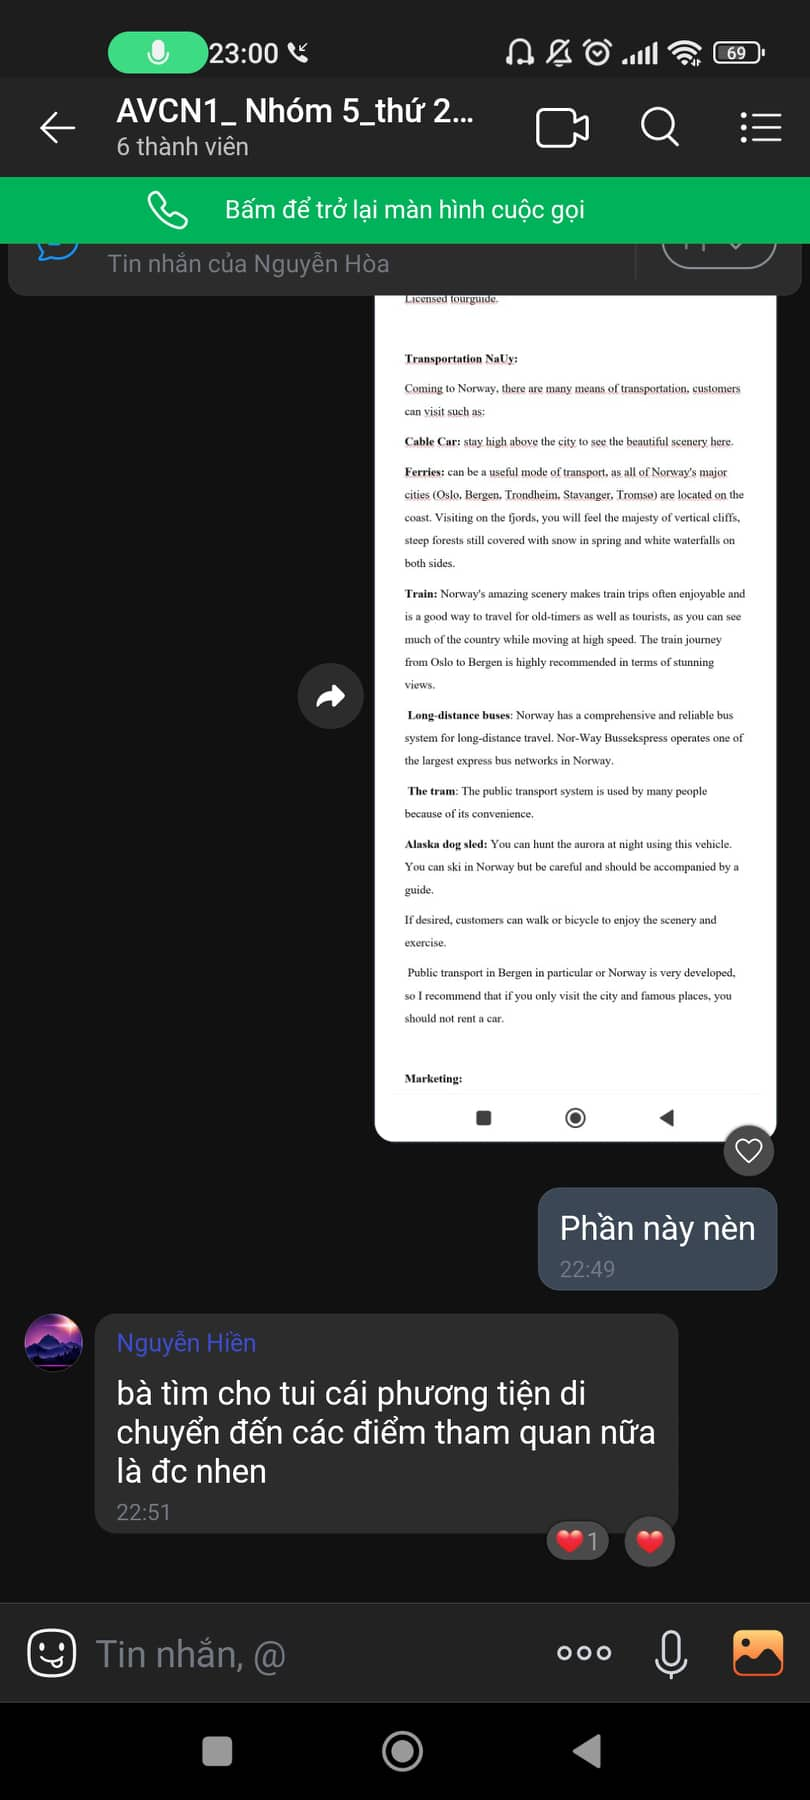 23:00
69
AVCN1_ Nhóm 5_thứ 2...
6 thành viên
Bấm để trở lại màn hình cuộc gọi
Tin nhắn của Nguyễn Hòa
Licensed tourguide.
Transportation NaUy:
Coming to Norway, there are many means of transportation, customers
can visit such as:
Cable Car: stay high above the city to see the beautiful scenery here.
Ferries: can be a useful mode of transport, as all of Norway's major
cities (Oslo, Bergen, Trondheim, Stavanger, Tromsø) are located on the
coast. Visiting on the fjords, you will feel the majesty of vertical cliffs,
steep forests still covered with snow in spring and white waterfalls on
both sides.
Train: Norway's amazing scenery makes train trips often enjoyable and
is a good way to travel for old-timers as well as tourists, as you can see
much of the country while moving at high speed. The train journey
from Oslo to Bergen is highly recommended in terms of stunning
views.
Long-distance buses: Norway has a comprehensive and reliable bus
system for long-distance travel. Nor-Way Bussekspress operates one of
the largest express bus networks in Norway.
The tram: The public transport system is used by many people
because of its convenience.
Alaska dog sled: You can hunt the aurora at night using this vehicle.
You can ski in Norway but be careful and should be accompanied by a
guide.
If desired, customers can walk or bicycle to enjoy the scenery and
exercise.
Public transport in Bergen in particular or Norway is very developed,
so I recommend that if you only visit the city and famous places, you
should not rent a car.
Marketing:
Phần này nèn
22:49
Nguyễn Hiền
bà tìm cho tui cái phương tiện di
chuyển đến các điểm tham quan nữa
là đc nhen
22:51
1
Tin nhắn, @